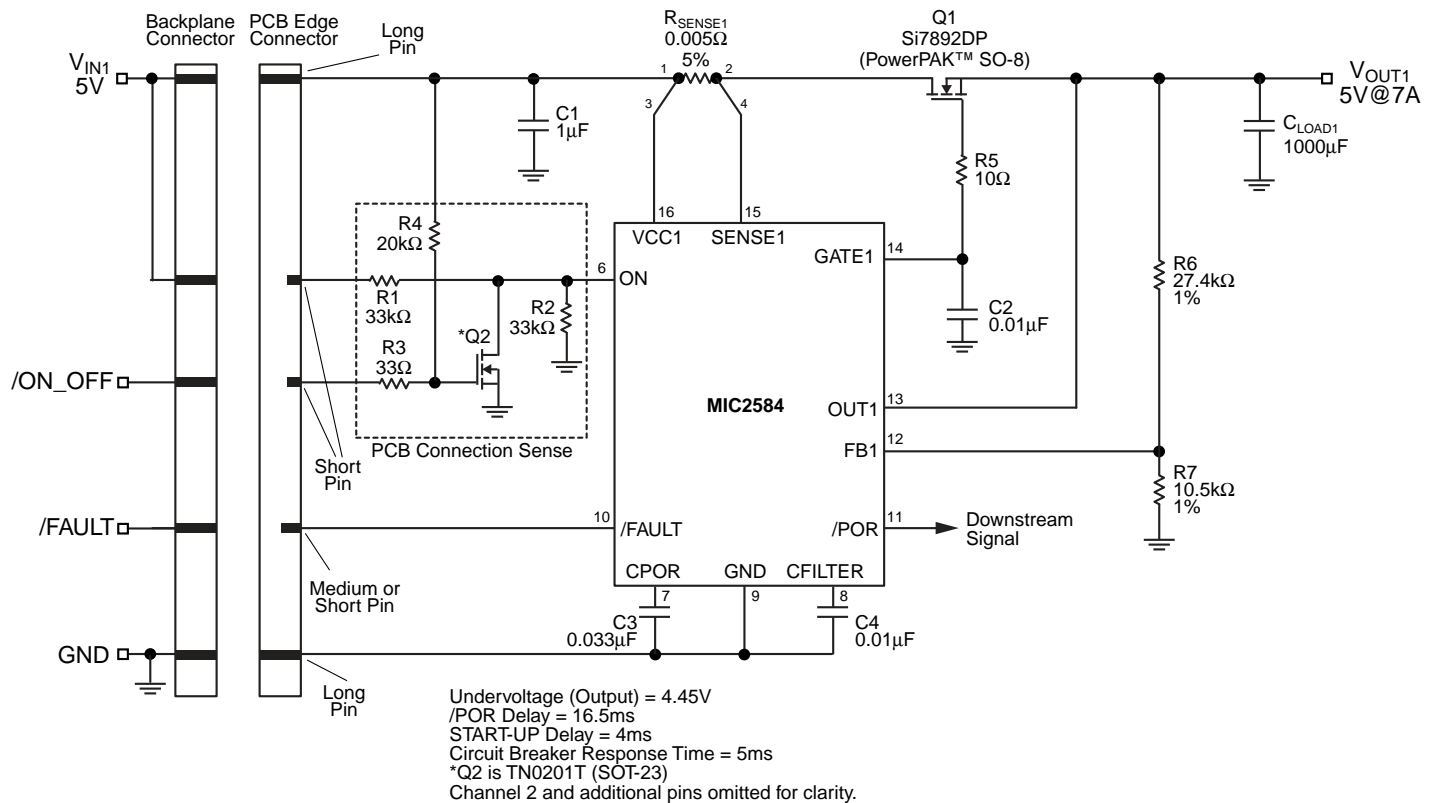 Backplane
Connector
PCB Edge
Connector
Long
Pin
RSENSE1
0.005Ω
5%
Q1
Si7892DP
(PowerPAK™ SO-8)
VIN1
5V
1
2
3
4
VOUT1
5V@7A
C1
1µF
CLOAD1
1000µF
R5
10Ω
R4
20kΩ
16
15
VCC1
SENSE1
14
GATE1
6
ON
R1
33kΩ
R2
33kΩ
*Q2
R3
33Ω
C2
0.01µF
R6
27.4kΩ
1%
/ON_OFF
MIC2584
13
OUT1
12
FB1
PCB Connection Sense
Short
Pin
R7
10.5kΩ
1%
/FAULT
10
/FAULT
11
/POR
Downstream
Signal
CPOR
GND
CFILTER
Medium or
Short Pin
7
9
8
C3
0.033µF
C4
0.01µF
GND
Long
Pin
Undervoltage (Output) = 4.45V
/POR Delay = 16.5ms
START-UP Delay = 4ms
Circuit Breaker Response Time = 5ms
*Q2 is TN0201T (SOT-23)
Channel 2 and additional pins omitted for clarity.